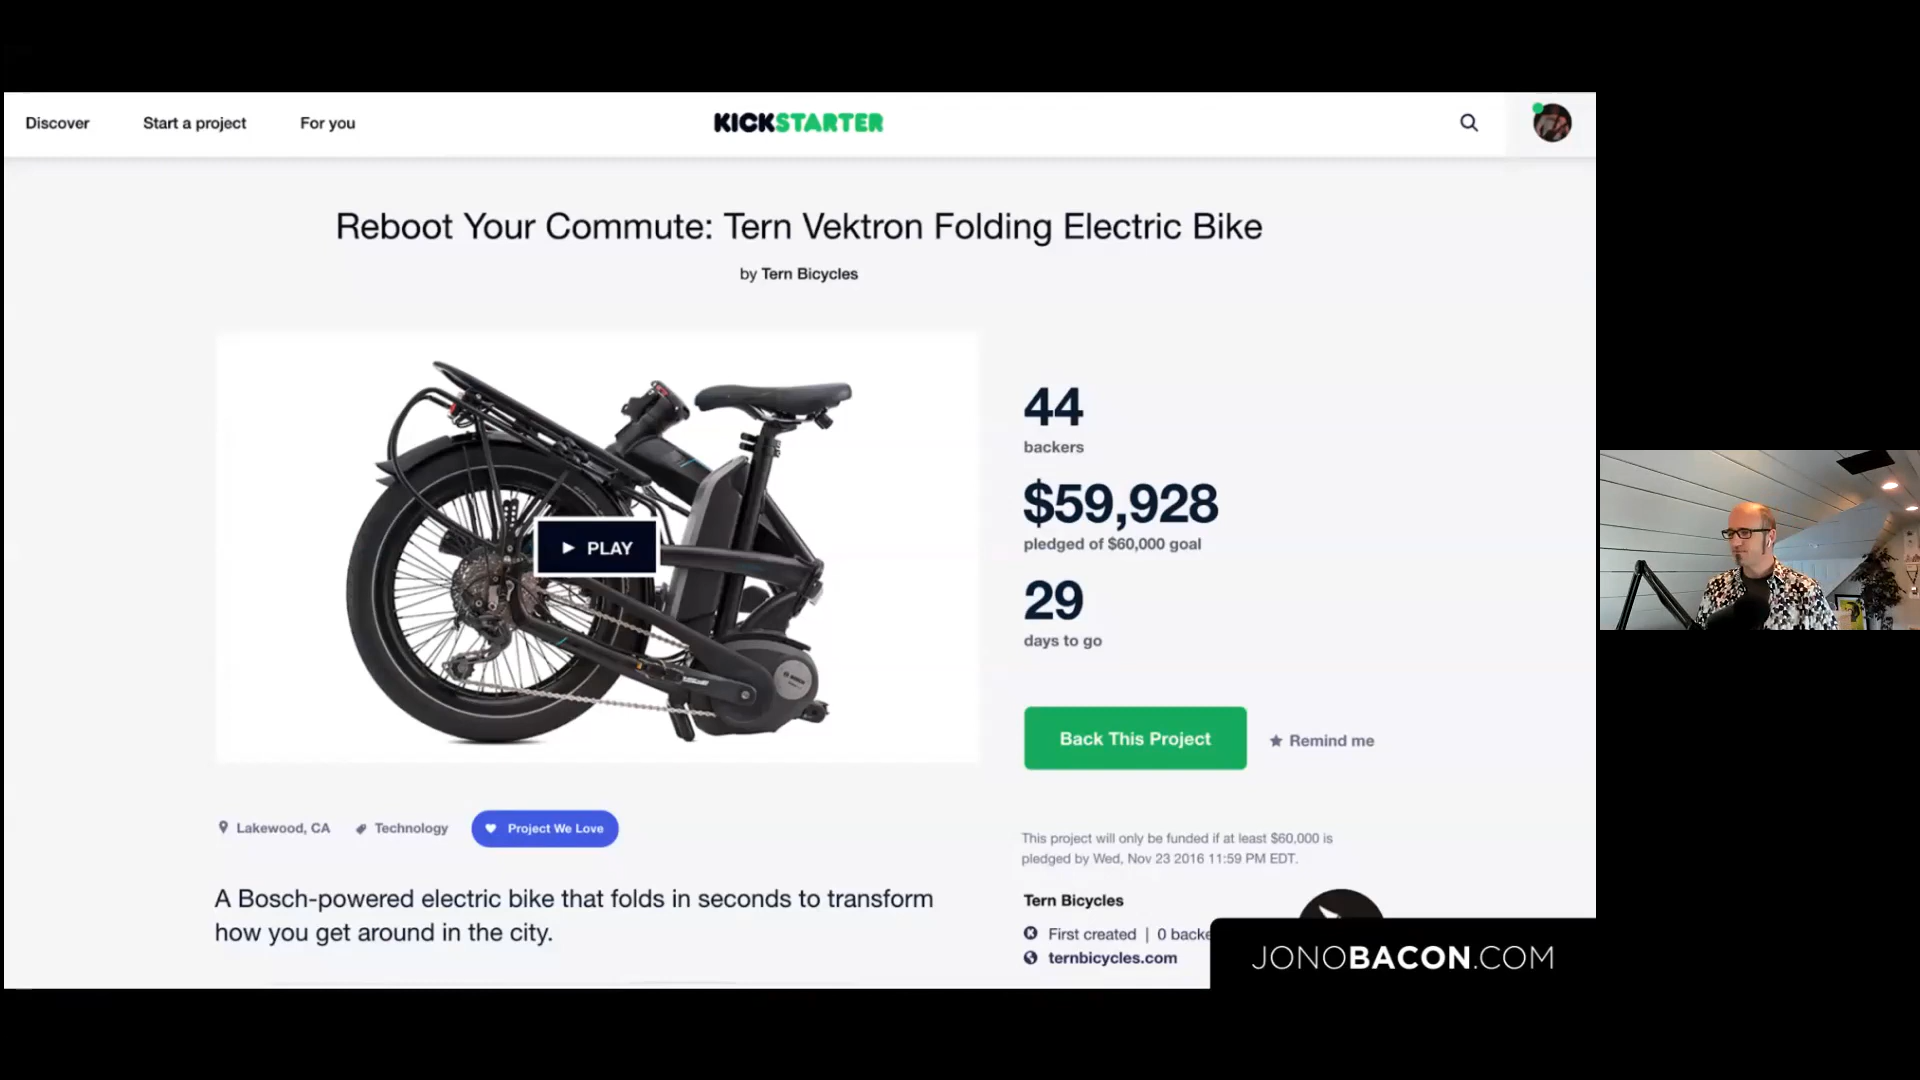 Discover
Start a project
For you
KICKSTARTER
Reboot Your Commute: Tern Vektron Folding Electric Bike
by Tern Bicycles
PLAY
44
backers
$59,928
pledged of $60,000 goal
29
days to go
Back This Project
Remind me
Lakewood, CA
Technology
Project We Love
This project will only be funded if at least $60,000 is
pledged by Wed, Nov 23 2016 11:59 PM EDT.
A Bosch-powered electric bike that folds in seconds to transform
how you get around in the city.
Tern Bicycles
First created | 0 backe
ternbicycles.com
JONOBACON.COM